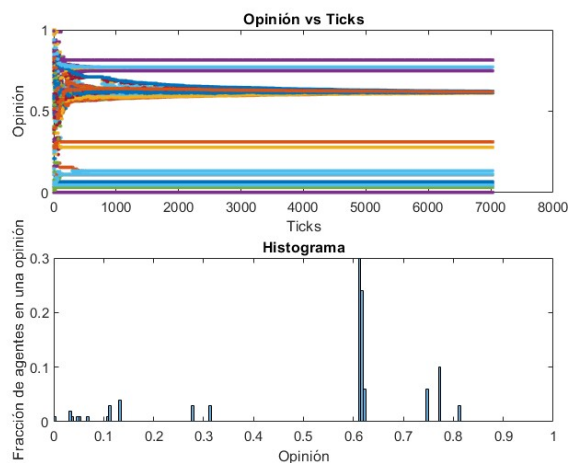 Opinión vs Ticks
1
0.5
0
Opinión
0 1000 2000 3000 4000 5000 6000 7000 8000
Ticks
Histograma
0.3
0.2
0.1
0
Fracción de agentes en una opinión
0 0.1 0.2 0.3 0.4 0.5 0.6 0.7 0.8 0.9 1
Opinión